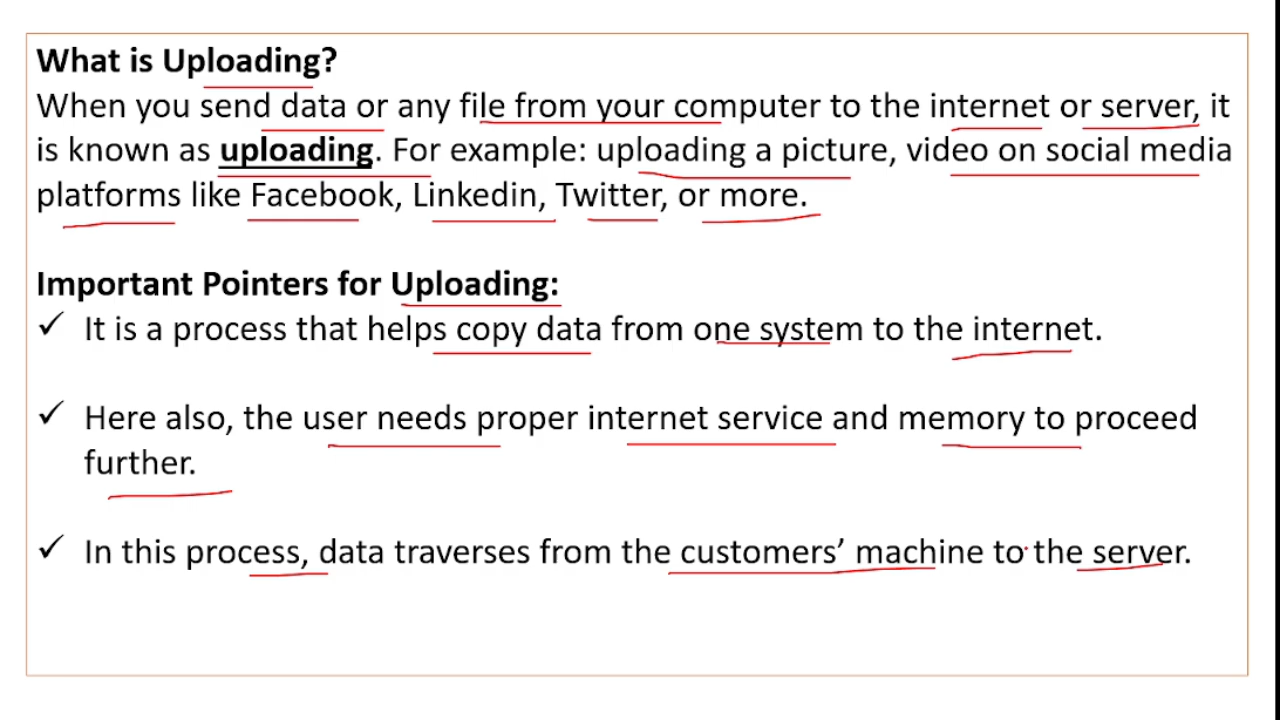 What is Uploading?
When you send data or any file from your computer to the internet or server, it
is known as uploading. For example: uploading a picture, video on social media
platforms like Facebook, Linkedin, Twitter, or more.
Important Pointers for Uploading:
✓ It is a process that helps copy data from one system to the internet.
✓ Here also, the user needs proper internet service and memory to proceed
further.
✓ In this process, data traverses from the customers’ machine to the server.